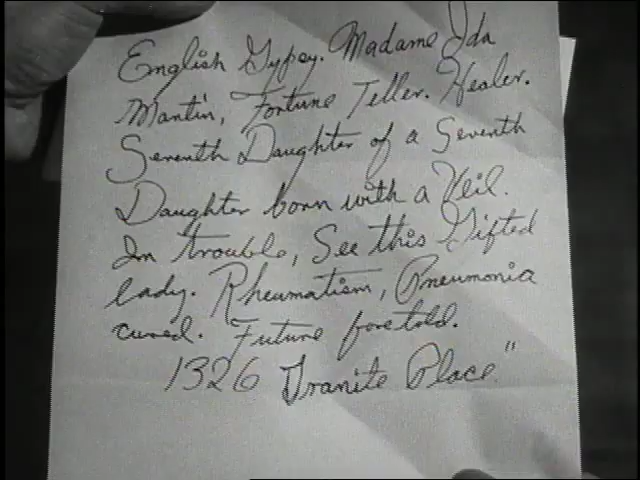 English Gypsy. Madame Ida
Martin, Fortune Teller. Healer.
Seventh Daughter of a Seventh
Daughter born with a Veil.
In trouble, See this Gifted
lady. Rheumatism, Pneumonia
cured. Future foretold.
1326 Granite Place."